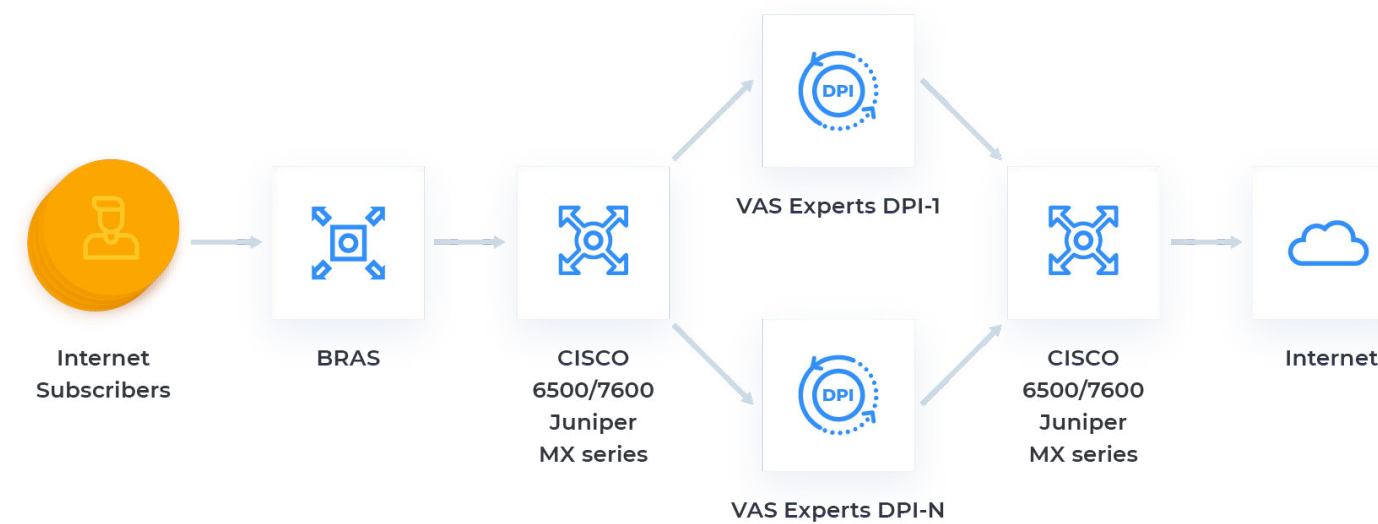 DPI
VAS Experts DPI-1
Internet
Subscribers
BRAS
CISCO
6500/7600
Juniper
MX series
DPI
VAS Experts DPI-N
CISCO
6500/7600
Juniper
MX series
Internet